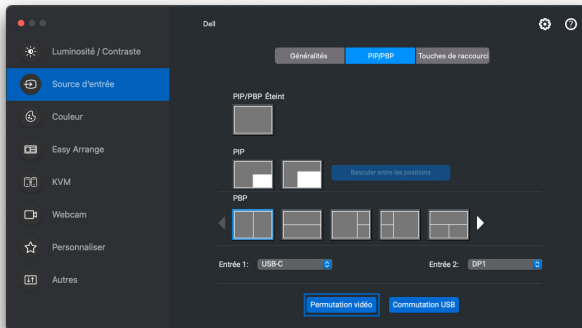 Dell
Luminosité / Contraste
Source d'entrée
Couleur
Easy Arrange
KVM
Webcam
Personnaliser
Autres
Généralités
PIP/PBP
Touches de raccourci
PIP/PBP Éteint
PIP
Basculer entre les positions
PBP
Entrée 1: USB-C
Entrée 2: DP1
Permutation vidéo
Commutation USB